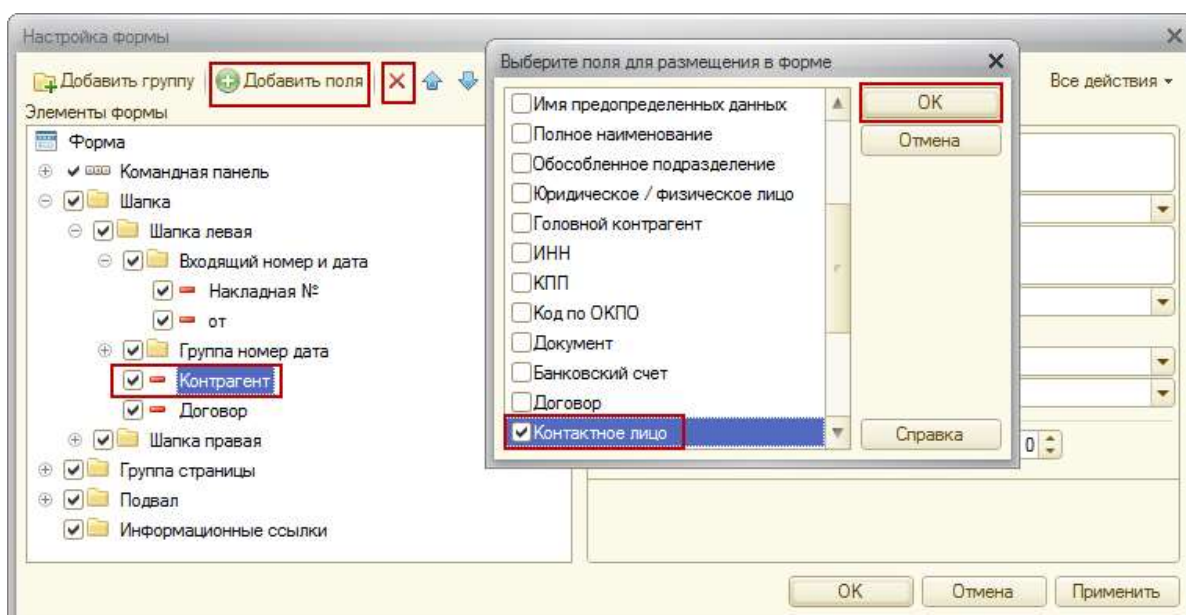 Настройка формы
Добавить группу
Добавить поля
Все действия
Элементы формы
Форма
Командная панель
Шапка
Шапка левая
Входящий номер и дата
Накладная №
от
Группа номер дата
Контрагент
Договор
Шапка правая
Группа страницы
Подвал
Информационные ссылки
Выберите поля для размещения в форме
Имя предопределенных данных
Полное наименование
Обособленное подразделение
Юридическое / физическое лицо
Головной контрагент
ИНН
КПП
Код по ОКПО
Документ
Банковский счет
Договор
Контактное лицо
ОК
Отмена
Справка
0
ОК
Отмена
Применить